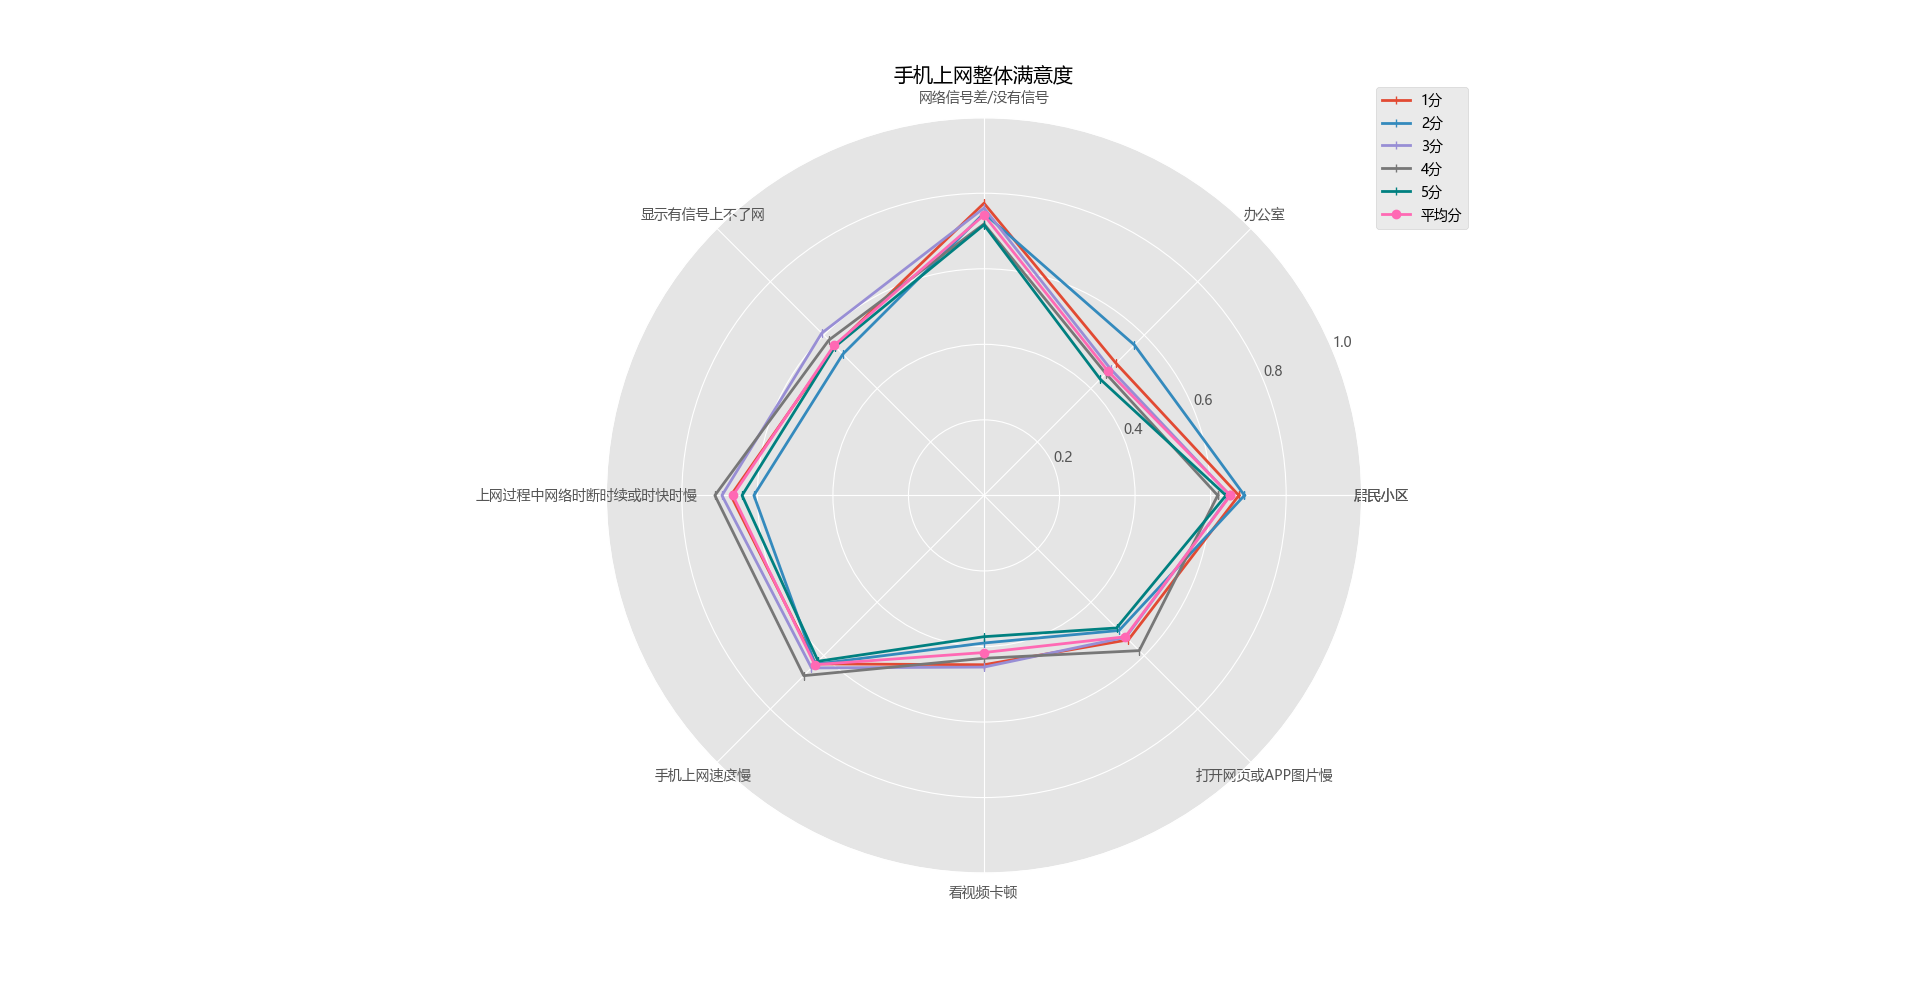 手机上网整体满意度
网络信号差/没有信号
1分
2分
3分
4分
5分
平均分
显示有信号上不了网
办公室
1.0
0.8
0.6
0.4
0.2
上网过程中网络时断时续或时快时慢
居民小区
手机上网速度慢
打开网页或APP图片慢
看视频卡顿